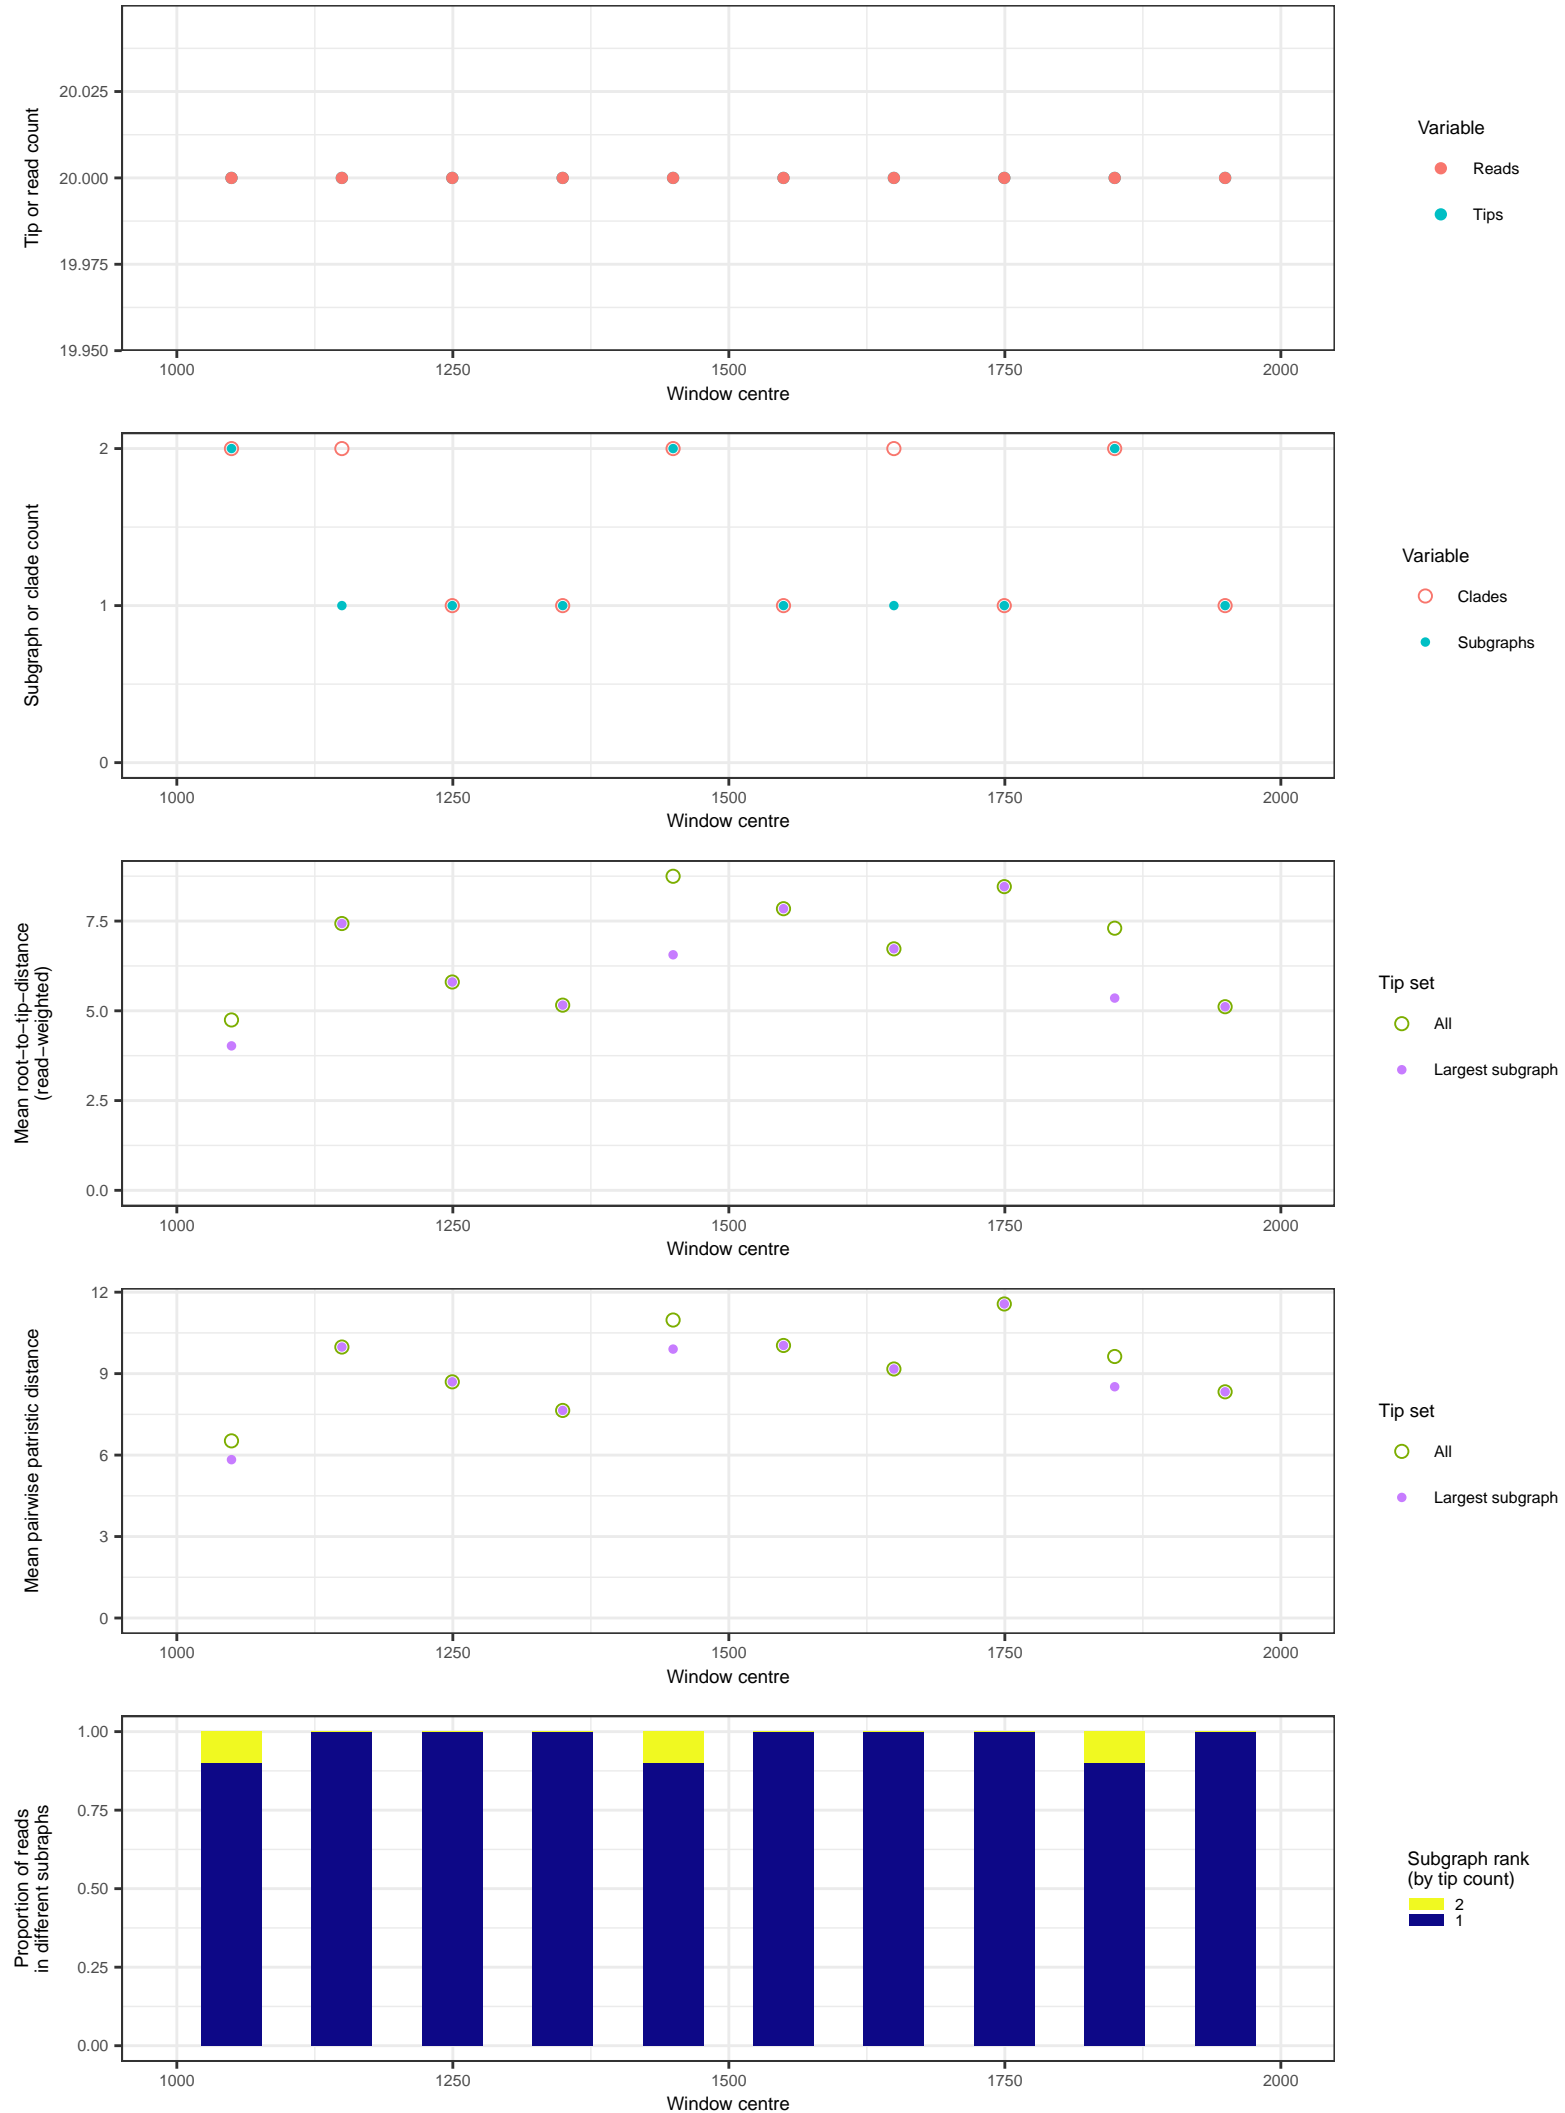 20.025
20.000
19.975
19.950
Tip or read count
1000 1250 1500 1750 2000
Window centre
Variable
Reads
Tips
2
1
0
Subgraph or clade count
1000 1250 1500 1750 2000
Window centre
Variable
Clades
Subgraphs
7.5
5.0
2.5
0.0
Mean root−to−tip−distance
(read−weighted)
1000 1250 1500 1750 2000
Window centre
Tip set
All
Largest subgraph
12
9
6
3
0
Mean pairwise patristic distance
1000 1250 1500 1750 2000
Window centre
Tip set
All
Largest subgraph
1.00
0.75
0.50
0.25
0.00
Proportion of reads
in different subraphs
1000 1250 1500 1750 2000
Window centre
Subgraph rank
(by tip count)
2
1